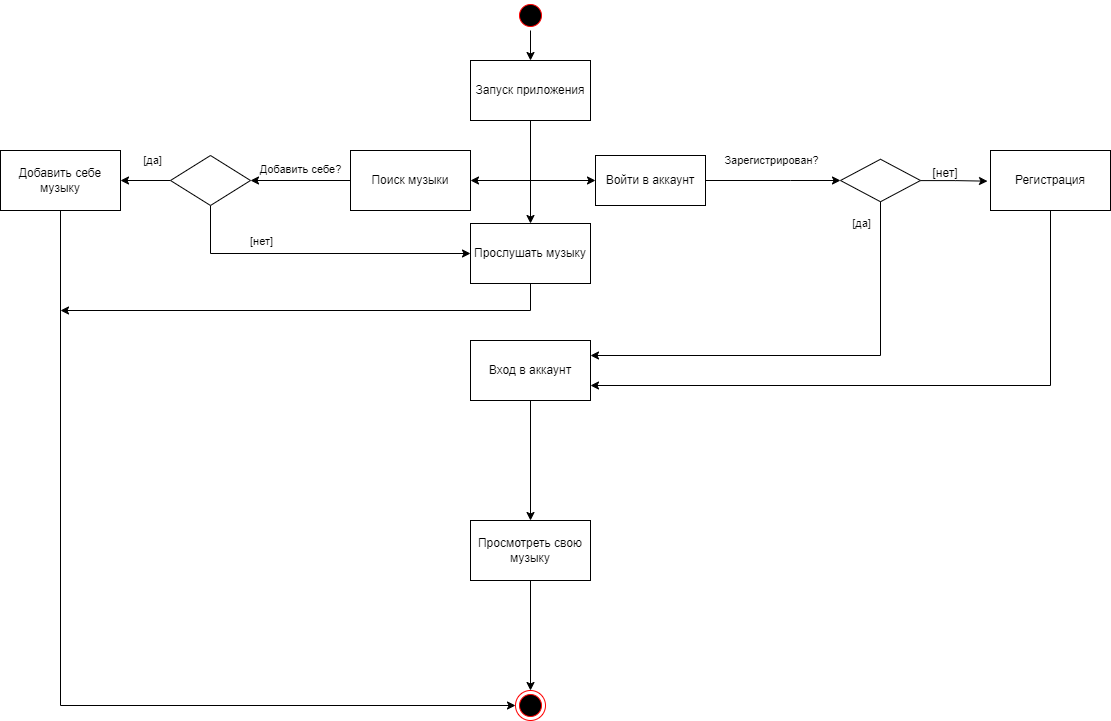 Запуск приложения
Добавить себе
музыку
[да]
Добавить себе?
Поиск музыки
Войти в аккаунт
Зарегистрирован?
[нет]
Регистрация
[да]
[нет]
Прослушать музыку
Вход в аккаунт
Просмотреть свою
музыку